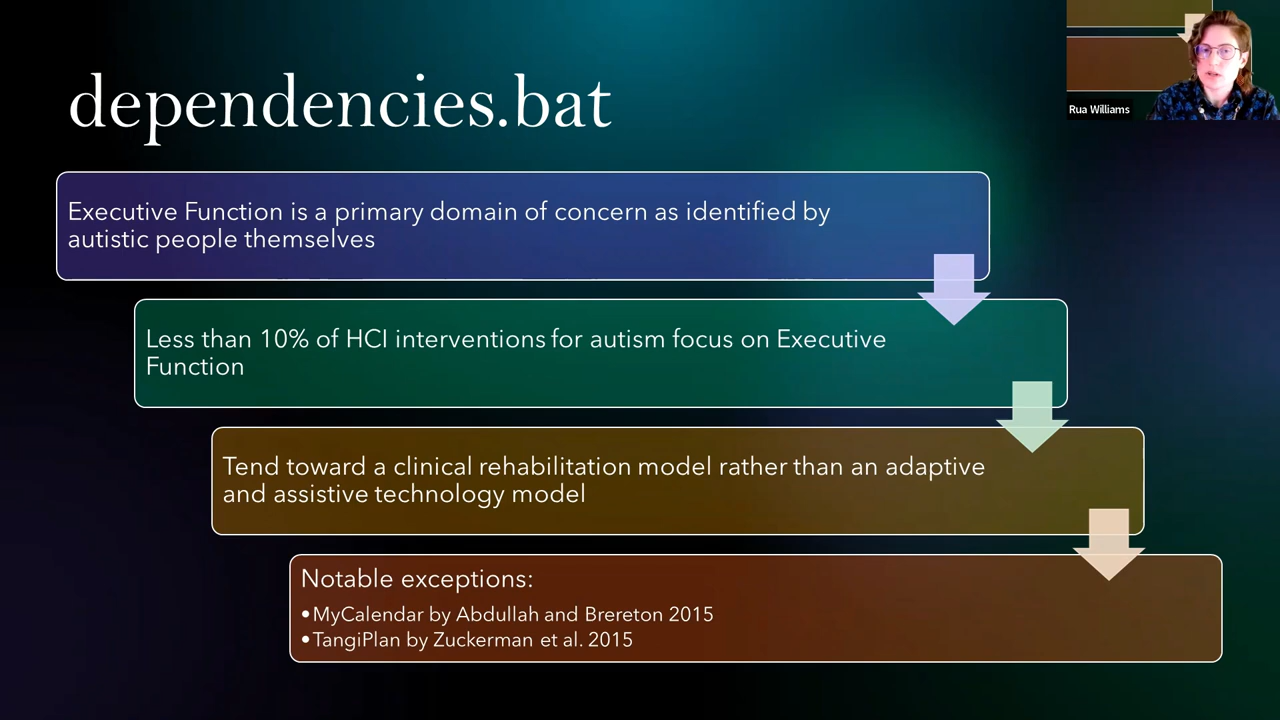 dependencies.bat
Rua Williams
Executive Function is a primary domain of concern as identified by
autistic people themselves
Less than 10% of HCI interventions for autism focus on Executive
Function
Tend toward a clinical rehabilitation model rather than an adaptive
and assistive technology model
Notable exceptions:
•MyCalendar by Abdullah and Brereton 2015
•TangiPlan by Zuckerman et al. 2015